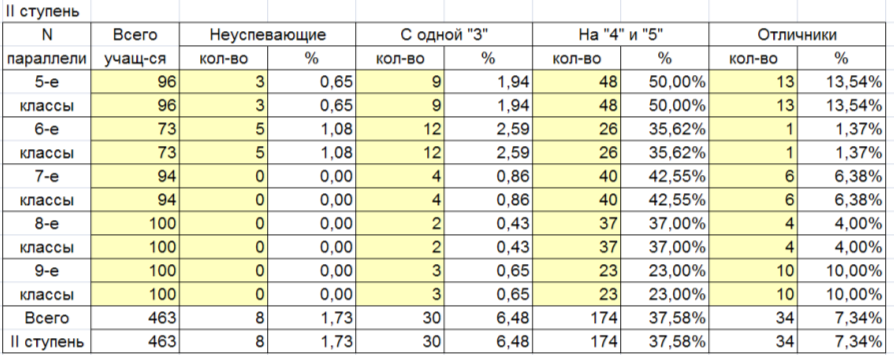 II ступень
N Всего Неуспевающие С одной "3" На "4" и "5" Отличники
параллели учащ-ся кол-во % кол-во % кол-во % кол-во %
5-е 96 3 0,65 9 1,94 48 50,00% 13 13,54%
классы 96 3 0,65 9 1,94 48 50,00% 13 13,54%
6-е 73 5 1,08 12 2,59 26 35,62% 1 1,37%
классы 73 5 1,08 12 2,59 26 35,62% 1 1,37%
7-е 94 0 0,00 4 0,86 40 42,55% 6 6,38%
классы 94 0 0,00 4 0,86 40 42,55% 6 6,38%
8-е 100 0 0,00 2 0,43 37 37,00% 4 4,00%
классы 100 0 0,00 2 0,43 37 37,00% 4 4,00%
9-е 100 0 0,00 3 0,65 23 23,00% 10 10,00%
классы 100 0 0,00 3 0,65 23 23,00% 10 10,00%
Всего 463 8 1,73 30 6,48 174 37,58% 34 7,34%
II ступень 463 8 1,73 30 6,48 174 37,58% 34 7,34%